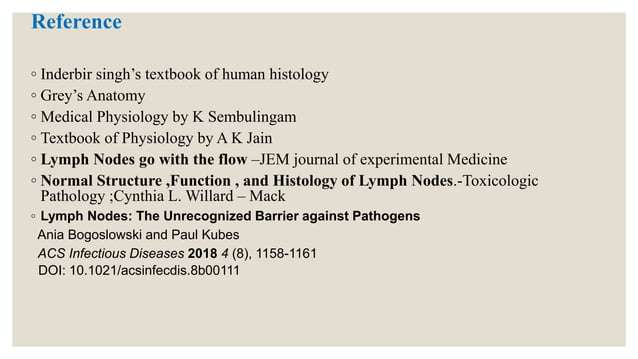 Reference
◦ Inderbir singh’s textbook of human histology
◦ Grey’s Anatomy
◦ Medical Physiology by K Sembulingam
◦ Textbook of Physiology by A K Jain
◦ Lymph Nodes go with the flow –JEM journal of experimental Medicine
◦ Normal Structure ,Function , and Histology of Lymph Nodes.-Toxicologic
Pathology ;Cynthia L. Willard – Mack
◦ Lymph Nodes: The Unrecognized Barrier against Pathogens
Ania Bogoslowski and Paul Kubes
ACS Infectious Diseases 2018 4 (8), 1158-1161
DOI: 10.1021/acsinfecdis.8b00111